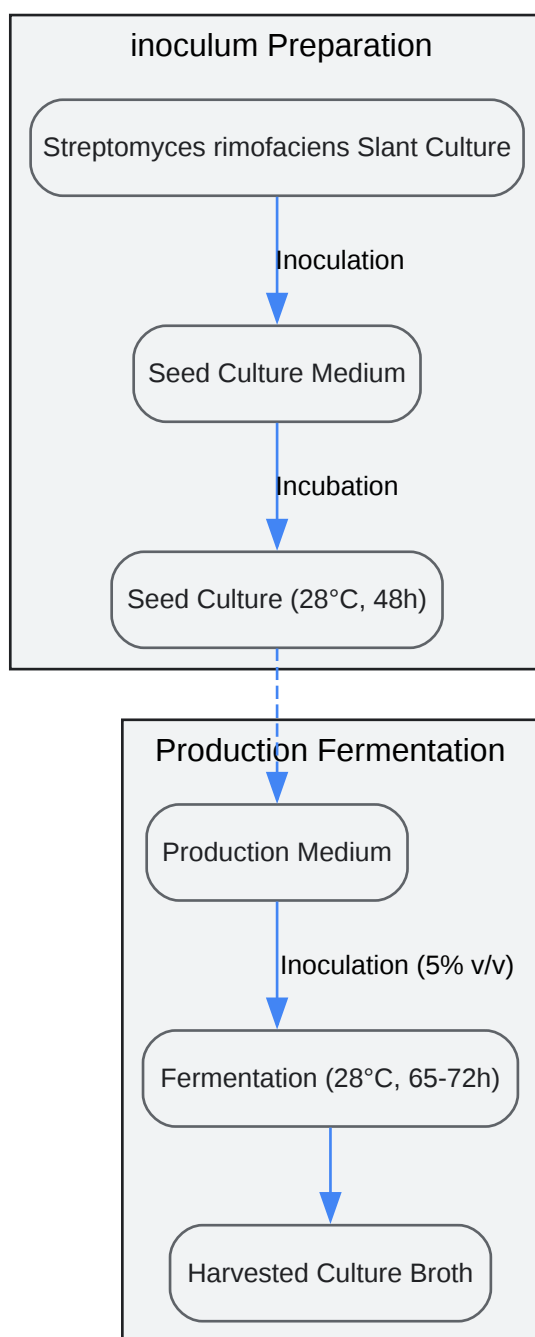 inoculum Preparation
Streptomyces rimofaciens Slant Culture
Inoculation
Seed Culture Medium
Incubation
Seed Culture (28°C, 48h)
Production Fermentation
Production Medium
Inoculation (5% v/v)
Fermentation (28°C, 65-72h)
Harvested Culture Broth